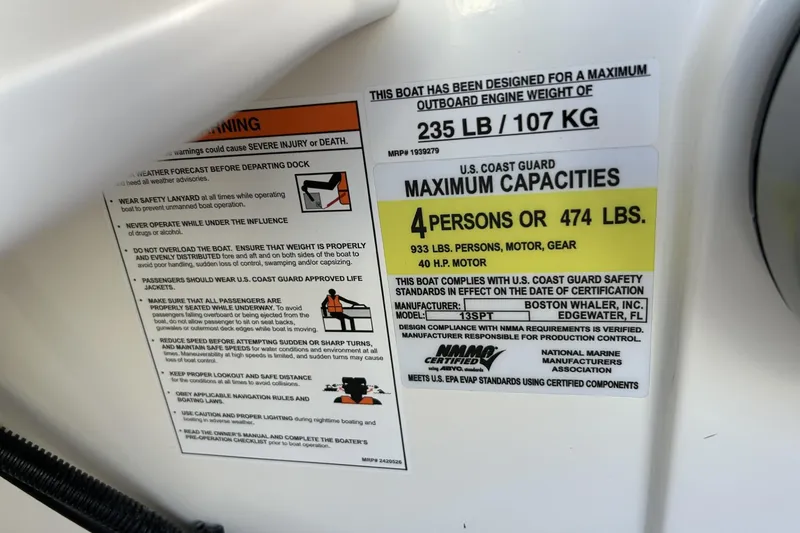 NING
warnings could cause SEVERE INJURY or DEATH.
WEATHER FORECAST BEFORE DEPARTING DOCK
and heed all weather advisories.
• WEAR SAFETY LANYARD at all times while operating
boat to prevent unmanned boat operation.
• NEVER OPERATE WHILE UNDER THE INFLUENCE
of drugs or alcohol.
• DO NOT OVERLOAD THE BOAT. ENSURE THAT WEIGHT IS PROPERLY
AND EVENLY DISTRIBUTED fore and aft and on both sides of the boat to
avoid poor handling, sudden loss of control, swamping and/or capsizing.
• PASSENGERS SHOULD WEAR U.S. COAST GUARD APPROVED LIFE
JACKETS.
• MAKE SURE THAT ALL PASSENGERS ARE
PROPERLY SEATED WHILE UNDERWAY. To avoid
passengers falling overboard or being ejected from the
boat, do not allow passenger to sit on seat backs,
gunwales or outermost deck edges while boat is moving.
• REDUCE SPEED BEFORE ATTEMPTING SUDDEN OR SHARP TURNS,
AND MAINTAIN SAFE SPEEDS for water conditions and environment at all
times. Maneuverability at high speeds is limited, and sudden turns may cause
loss of boat control.
• KEEP PROPER LOOKOUT AND SAFE DISTANCE
for the conditions at all times to avoid collisions.
• OBEY APPLICABLE NAVIGATION RULES AND
BOATING LAWS.
• USE CAUTION AND PROPER LIGHTING during nighttime boating and
boating in adverse weather.
• READ THE OWNER'S MANUAL AND COMPLETE THE BOATER'S
PRE-OPERATION CHECKLIST prior to boat operation.
MRP# 2420526
THIS BOAT HAS BEEN DESIGNED FOR A MAXIMUM
OUTBOARD ENGINE WEIGHT OF
235 LB / 107 KG
MRP# 1939279
U.S. COAST GUARD
MAXIMUM CAPACITIES
4 PERSONS OR 474 LBS.
933 LBS. PERSONS, MOTOR, GEAR
40 H.P. MOTOR
THIS BOAT COMPLIES WITH U.S. COAST GUARD SAFETY
STANDARDS IN EFFECT ON THE DATE OF CERTIFICATION
MANUFACTURER: BOSTON WHALER, INC.
MODEL: 13SPT EDGEWATER, FL
DESIGN COMPLIANCE WITH NMMA REQUIREMENTS IS VERIFIED.
MANUFACTURER RESPONSIBLE FOR PRODUCTION CONTROL.
NMMA
CERTIFIED
using ABYC. standards
NATIONAL MARINE
MANUFACTURERS
ASSOCIATION
MEETS U.S. EPA EVAP STANDARDS USING CERTIFIED COMPONENTS